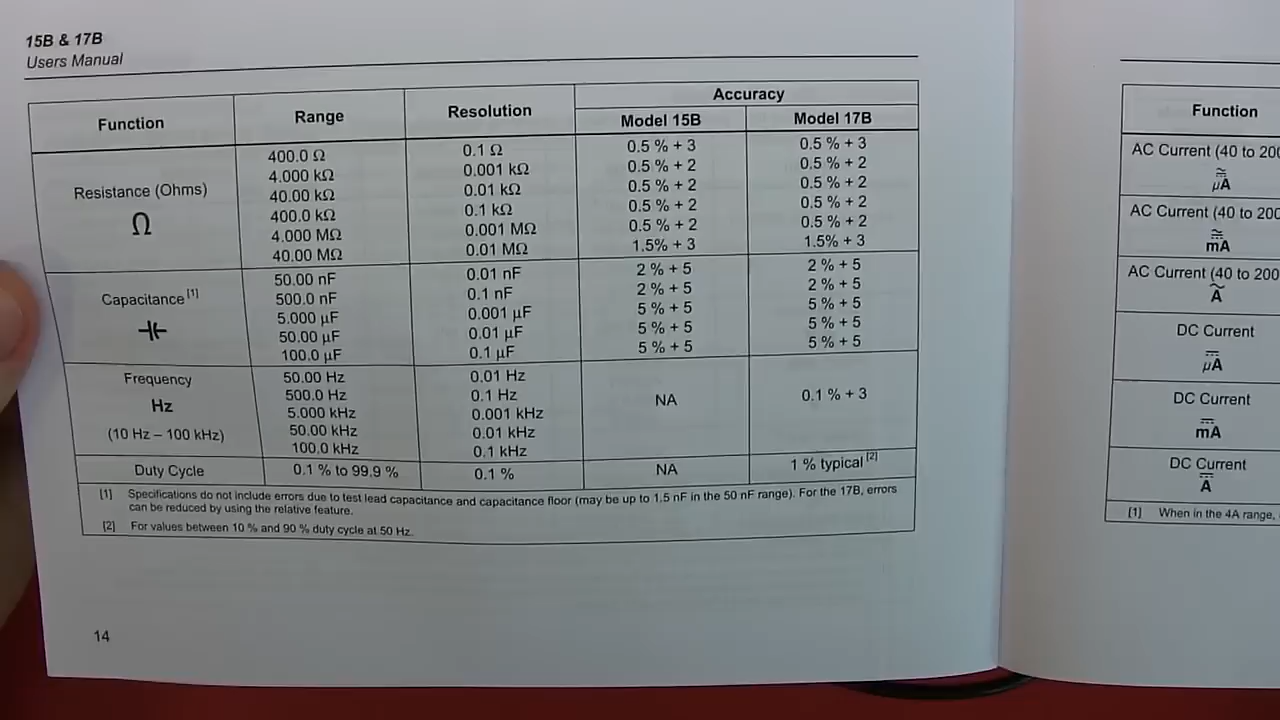 15B & 17B
Users Manual
Function Range Resolution Accuracy
Model 15B Model 17B
Resistance (Ohms)
Ω
400.0 Ω 0.1 Ω 0.5 % + 3 0.5 % + 3
4.000 kΩ 0.001 kΩ 0.5 % + 2 0.5 % + 2
40.00 kΩ 0.01 kΩ 0.5 % + 2 0.5 % + 2
400.0 kΩ 0.1 kΩ 0.5 % + 2 0.5 % + 2
4.000 MΩ 0.001 MΩ 0.5 % + 2 0.5 % + 2
40.00 MΩ 0.01 MΩ 1.5% + 3 1.5% + 3
Capacitance [1]
50.00 nF 0.01 nF 2 % + 5 2 % + 5
500.0 nF 0.1 nF 2 % + 5 2 % + 5
5.000 μF 0.001 μF 5 % + 5 5 % + 5
50.00 μF 0.01 μF 5 % + 5 5 % + 5
100.0 μF 0.1 μF 5 % + 5 5 % + 5
Frequency
Hz
(10 Hz – 100 kHz)
50.00 Hz 0.01 Hz
500.0 Hz 0.1 Hz
5.000 kHz 0.001 kHz
50.00 kHz 0.01 kHz
100.0 kHz 0.1 kHz
NA 0.1 % + 3
Duty Cycle 0.1 % to 99.9 % 0.1 % NA 1 % typical [2]
[1] Specifications do not include errors due to test lead capacitance and capacitance floor (may be up to 1.5 nF in the 50 nF range). For the 17B, errors
can be reduced by using the relative feature.
[2] For values between 10 % and 90 % duty cycle at 50 Hz.
14
Function
AC Current (40 to 200
μA
AC Current (40 to 200
mA
AC Current (40 to 200
A
DC Current
μA
DC Current
mA
DC Current
A
[1] When in the 4A range,